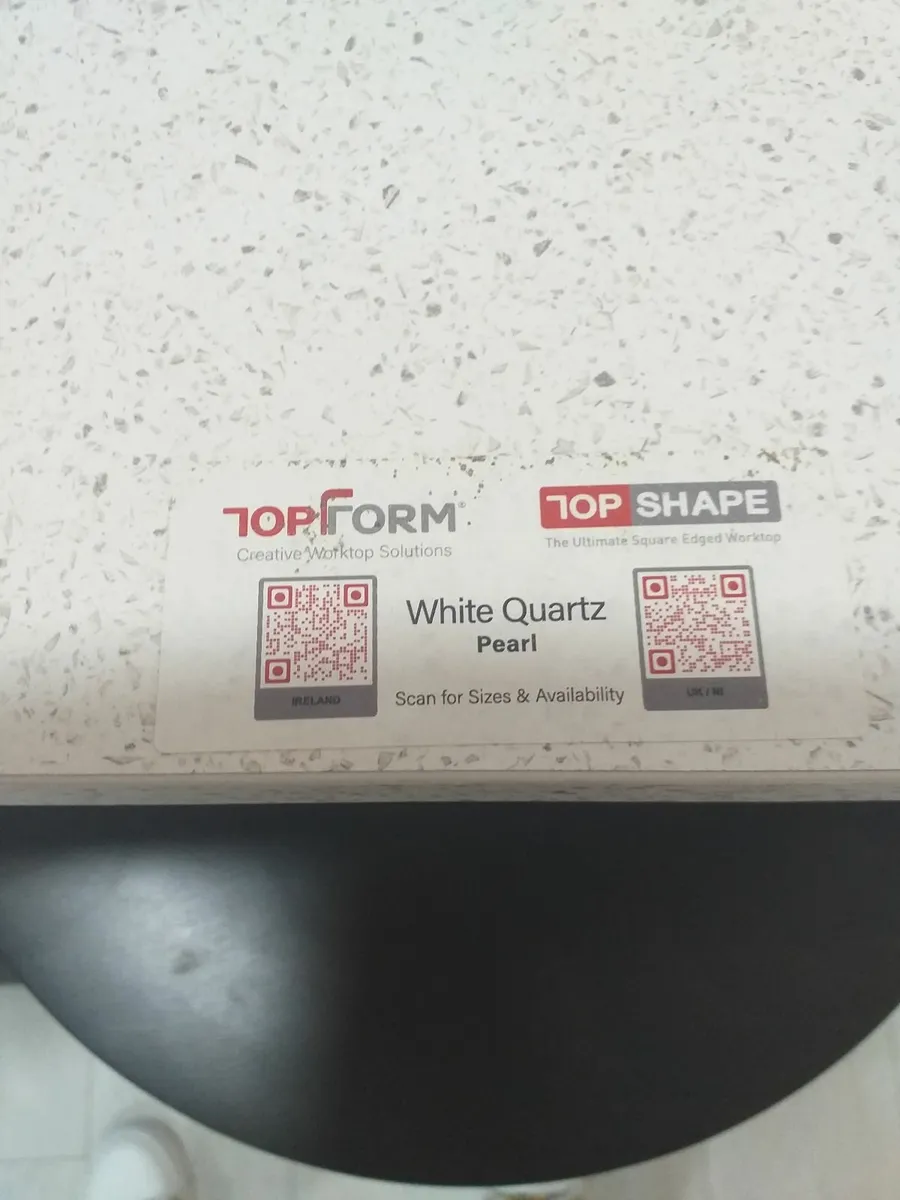 TOPFORM®
Creative Worktop Solutions
TOP SHAPE
The Ultimate Square Edged Worktop
White Quartz
Pearl
Scan for Sizes & Availability
IRELAND
UK / NI